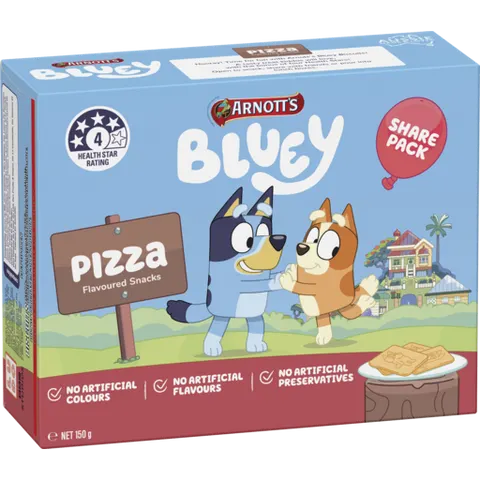 PIZZA
ARNOTT'S
BLUEY
SHARE
PACK
4
HEALTH STAR
RATING
PIZZA
Flavoured Snacks
NO ARTIFICIAL
COLOURS
NO ARTIFICIAL
FLAVOURS
NO ARTIFICIAL
PRESERVATIVES
e NET 150 g